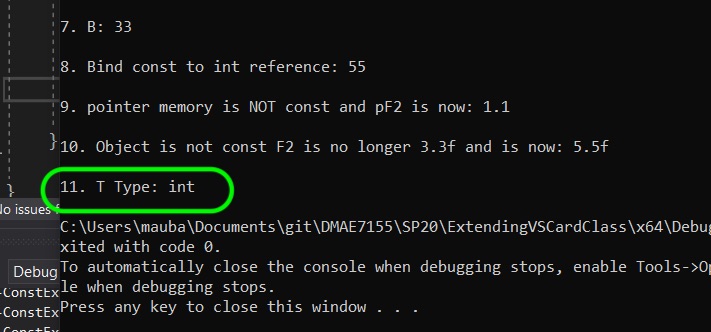 7. B: 33
8. Bind const to int reference: 55
9. pointer memory is NOT const and pF2 is now: 1.1
10. Object is not const F2 is no longer 3.3f and is now: 5.5f
}
11. T Type: int
}
No issues f
C:\Users\mauba\Documents\git\DMAE7155\SP20\ExtendingVSCardClass\x64\Debug
xited with code 0.
To automatically close the console when debugging stops, enable Tools->Op
Debug
le when debugging stops.
-ConstEx
Press any key to close this window . . .
-ConstEx
-ConstEx